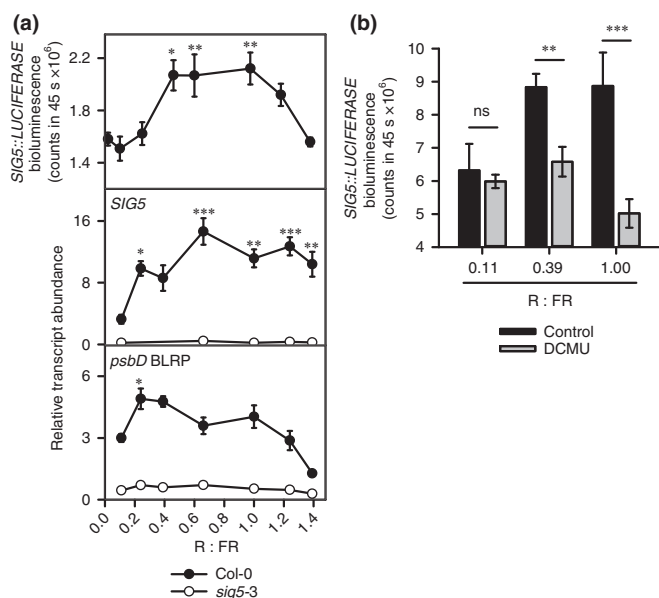 (a)
SIG5::LUCIFERASE
bioluminescence
(counts in 45 s ×10⁶)
2.2
1.8
1.4
* ** **
SIG5
Relative transcript abundance
16
12
8
4
0
* *** ** *** **
psbD BLRP
6
3
0
*
0.0 0.2 0.4 0.6 0.8 1.0 1.2 1.4
R : FR
Col-0
sig5-3
(b)
SIG5::LUCIFERASE
bioluminescence
(counts in 45 s ×10⁶)
10
9
8
7
6
5
4
ns
**
***
0.11 0.39 1.00
R : FR
Control
DCMU